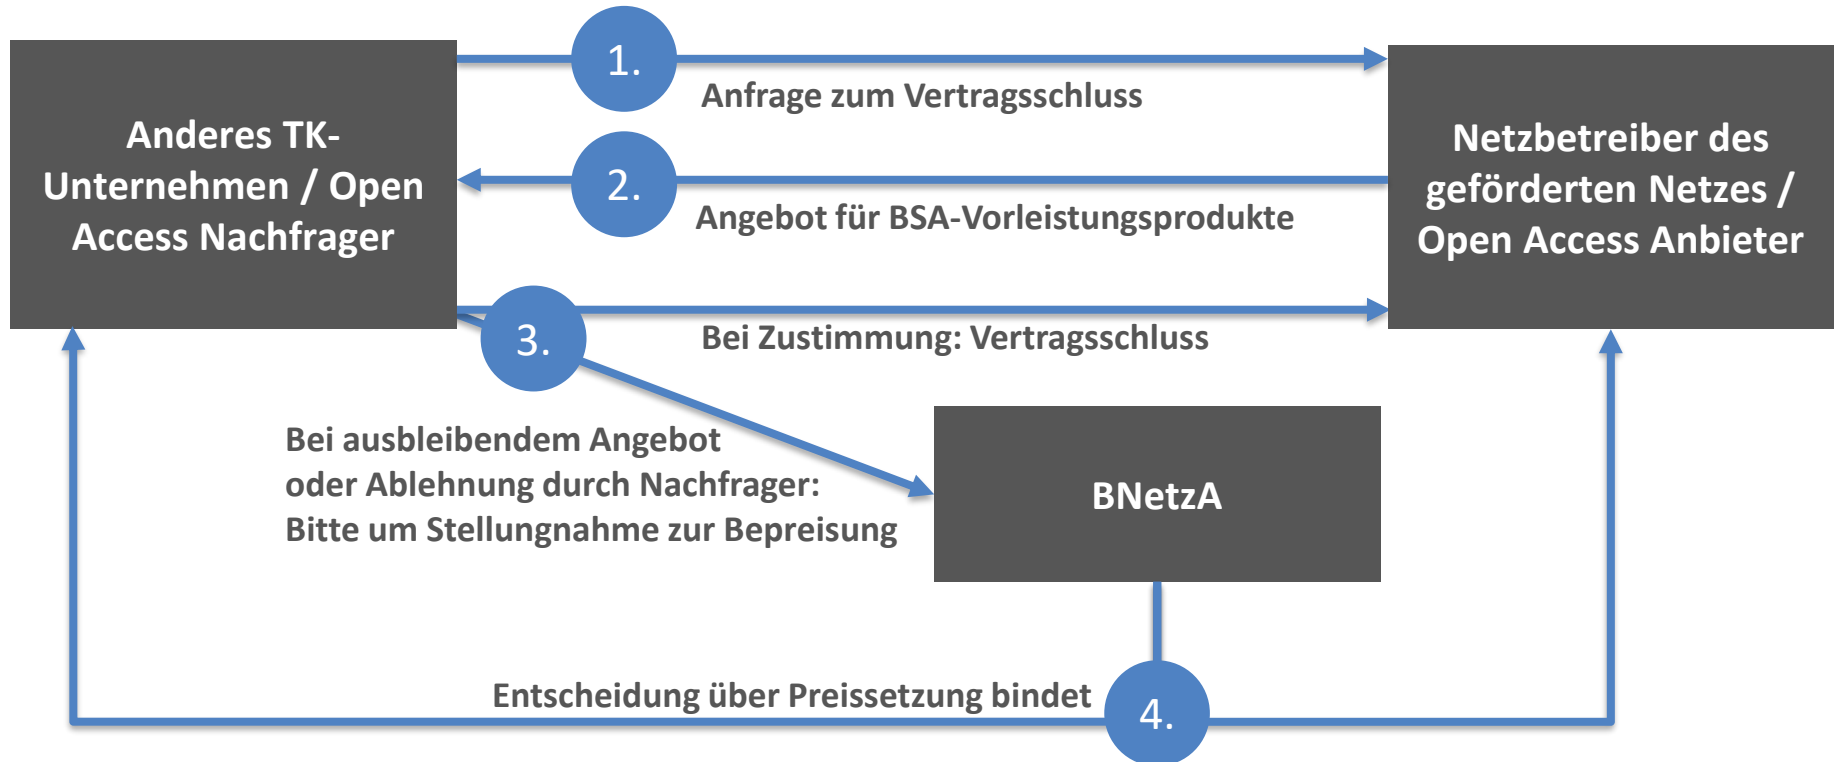 Anderes TK-
Unternehmen / Open
Access Nachfrager
1.
Anfrage zum Vertragsschluss
2.
Angebot für BSA-Vorleistungsprodukte
Netzbetreiber des
geförderten Netzes /
Open Access Anbieter
3.
Bei Zustimmung: Vertragsschluss
Bei ausbleibendem Angebot
oder Ablehnung durch Nachfrager:
Bitte um Stellungnahme zur Bepreisung
BNetzA
Entscheidung über Preissetzung bindet
4.